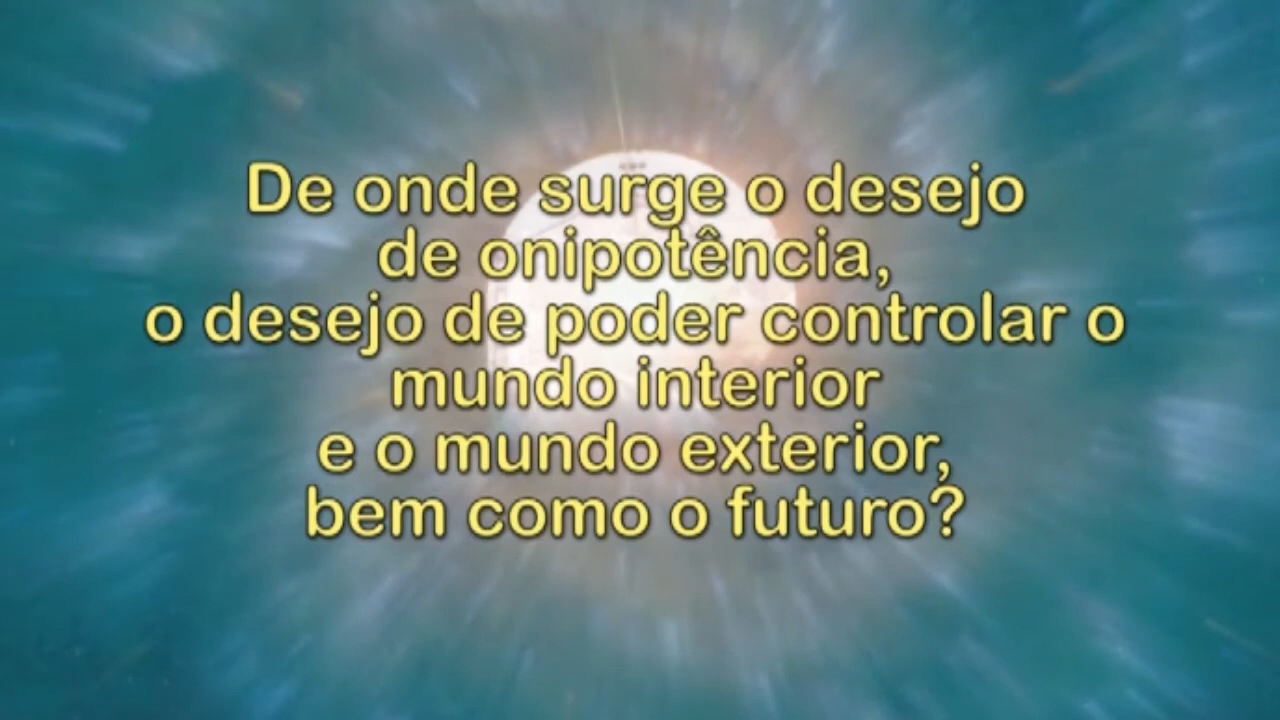 De onde surge o desejo
de onipotência,
o desejo de poder controlar o
mundo interior
e o mundo exterior,
bem como o futuro?